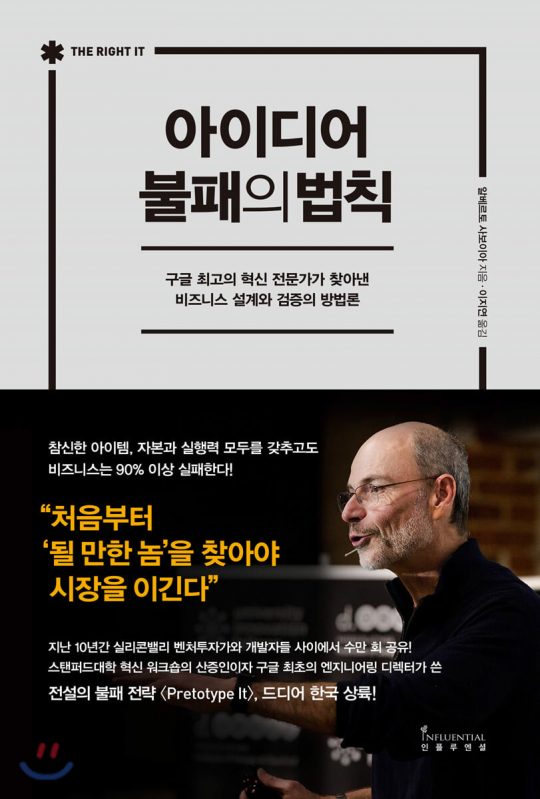 THE RIGHT IT
아이디어
불패의 법칙
구글 최고의 혁신 전문가가 찾아낸
비즈니스 설계와 검증의 방법론
알베르토 사보이아 지음 · 이지연 옮김
참신한 아이템, 자본과 실행력 모두를 갖추고도
비즈니스는 90% 이상 실패한다!
“처음부터
‘될 만한 놈’을 찾아야
시장을 이긴다”
지난 10년간 실리콘밸리 벤처투자가와 개발자들 사이에서 수만 회 공유!
스탠퍼드대학 혁신 워크숍의 산증인이자 구글 최초의 엔지니어링 디렉터가 쓴
전설의 불패 전략 〈Pretotype It〉, 드디어 한국 상륙!
INFLUENTIAL
인플루엔셜